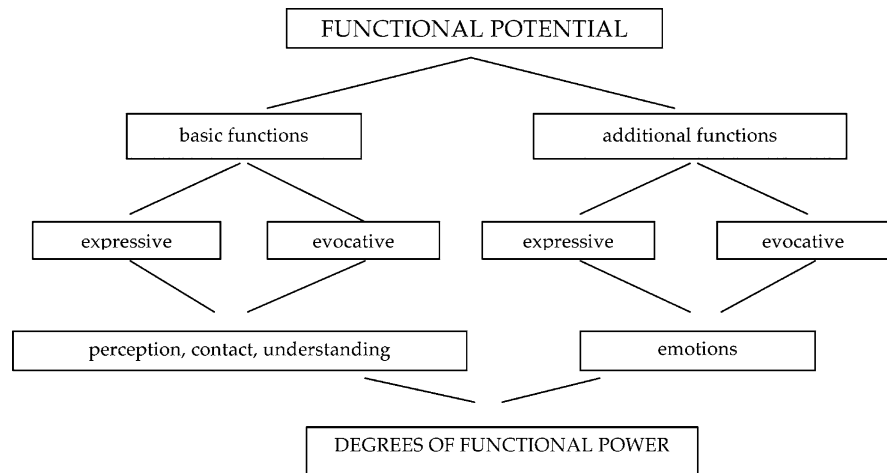 FUNCTIONAL POTENTIAL
basic functions
additional functions
expressive
evocative
expressive
evocative
perception, contact, understanding
emotions
DEGREES OF FUNCTIONAL POWER